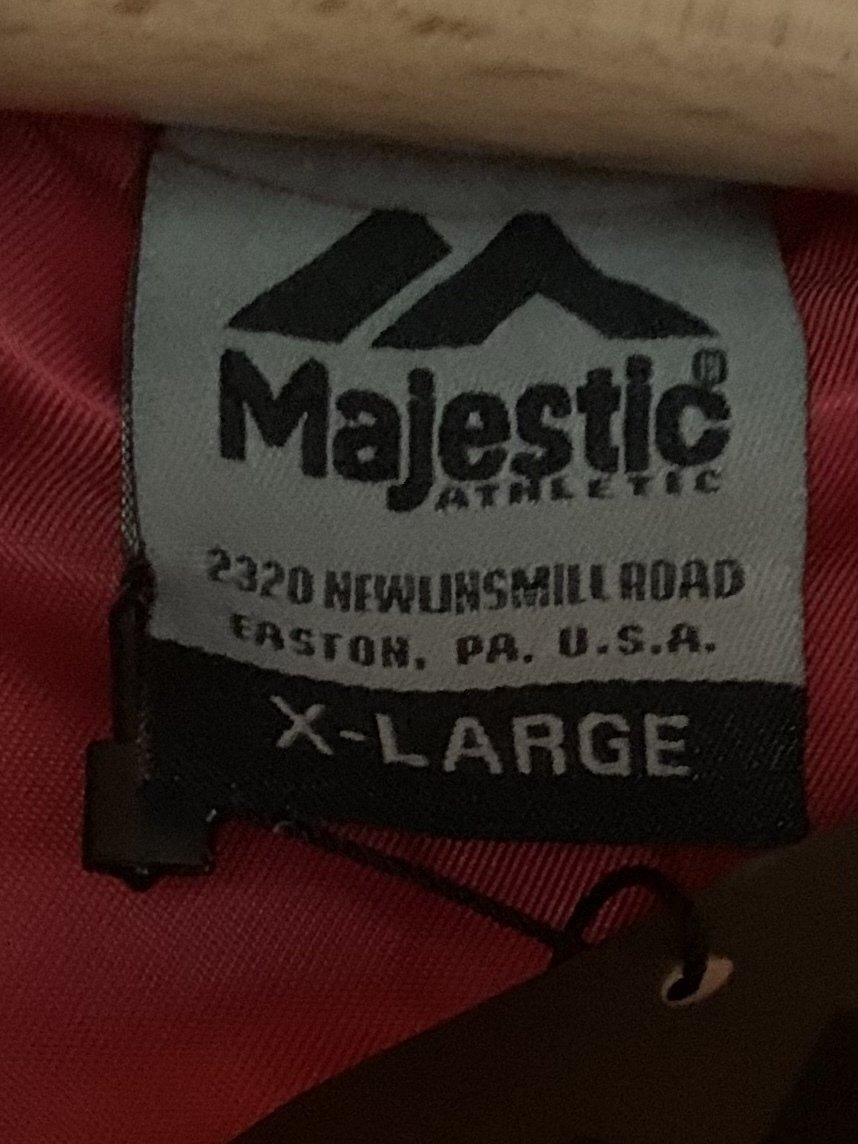 Majestic®
ATHLETIC
2320 NEWLINSMILL ROAD
EASTON, PA. U.S.A.
X-LARGE